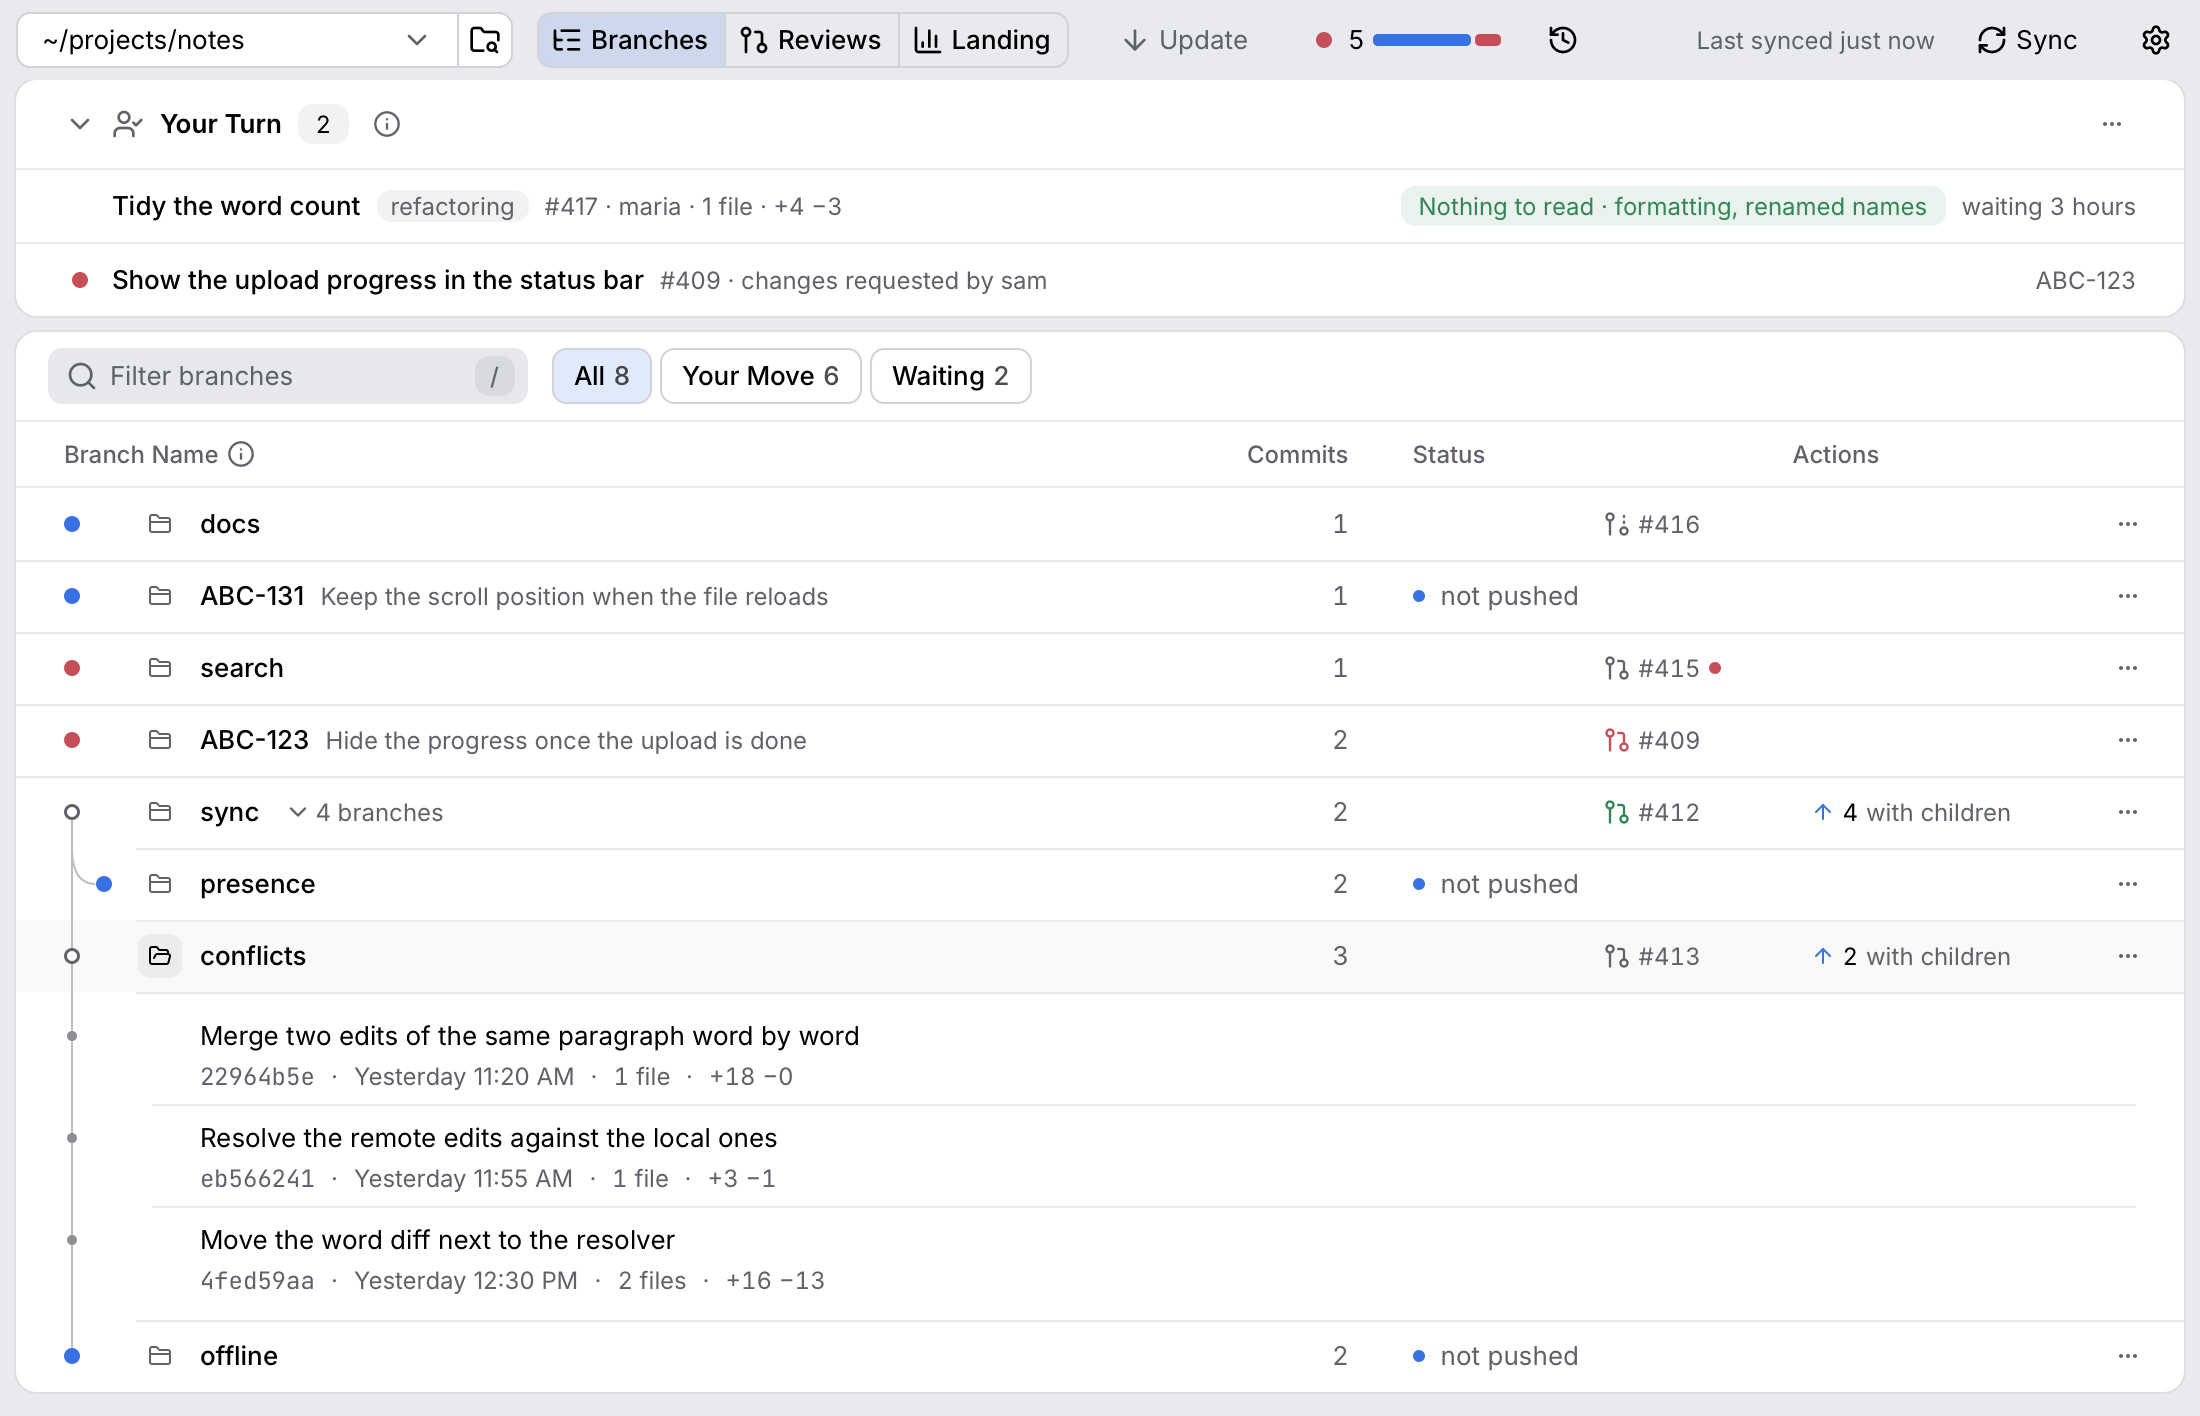 ~/projects/notes Branches Reviews Landing Update 5 Last synced just now Sync
Your Turn 2
Tidy the word count refactoring #417 · maria · 1 file · +4 −3 Nothing to read · formatting, renamed names waiting 3 hours
Show the upload progress in the status bar #409 · changes requested by sam ABC-123
Filter branches / All 8 Your Move 6 Waiting 2
Branch Name Commits Status Actions
docs 1 #416
ABC-131 Keep the scroll position when the file reloads 1 not pushed
search 1 #415
ABC-123 Hide the progress once the upload is done 2 #409
sync 4 branches 2 #412 4 with children
presence 2 not pushed
conflicts 3 #413 2 with children
Merge two edits of the same paragraph word by word
22964b5e · Yesterday 11:20 AM · 1 file · +18 −0
Resolve the remote edits against the local ones
eb566241 · Yesterday 11:55 AM · 1 file · +3 −1
Move the word diff next to the resolver
4fed59aa · Yesterday 12:30 PM · 2 files · +16 −13
offline 2 not pushed